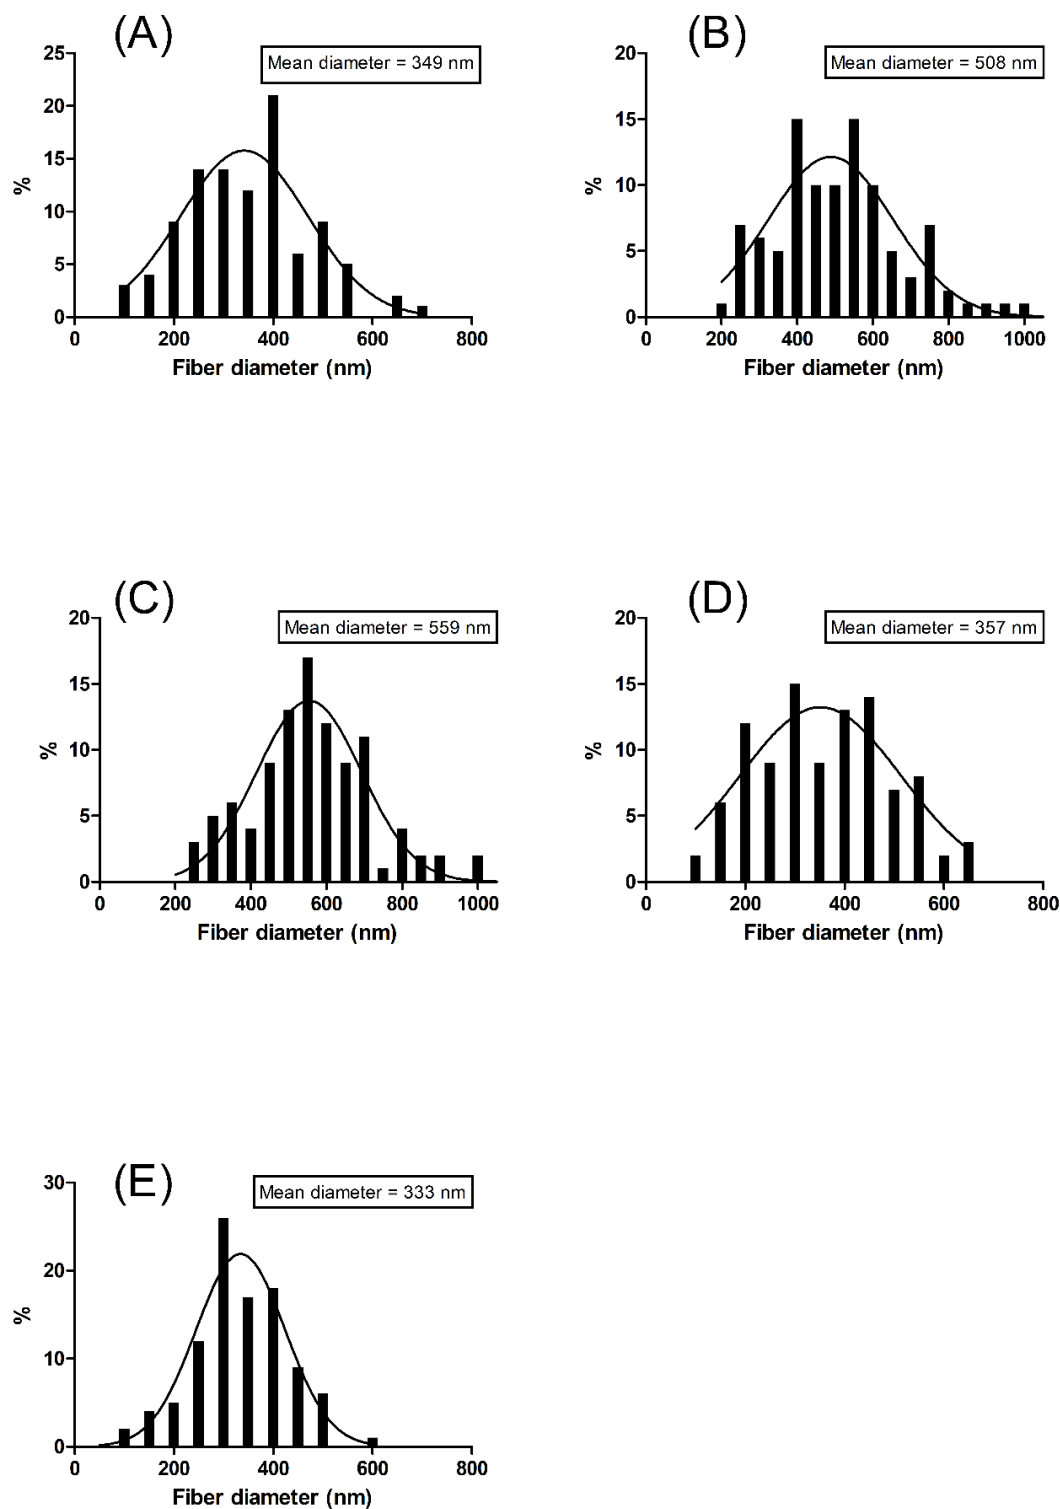 (A)
Mean diameter = 349 nm
25
20
15
10
5
0
%
0 200 400 600 800
Fiber diameter (nm)
(B)
Mean diameter = 508 nm
20
15
10
5
0
%
0 200 400 600 800 1000
Fiber diameter (nm)
(C)
Mean diameter = 559 nm
20
15
10
5
0
%
0 200 400 600 800 1000
Fiber diameter (nm)
(D)
Mean diameter = 357 nm
20
15
10
5
0
%
0 200 400 600 800
Fiber diameter (nm)
(E)
Mean diameter = 333 nm
30
20
10
0
%
0 200 400 600 800
Fiber diameter (nm)